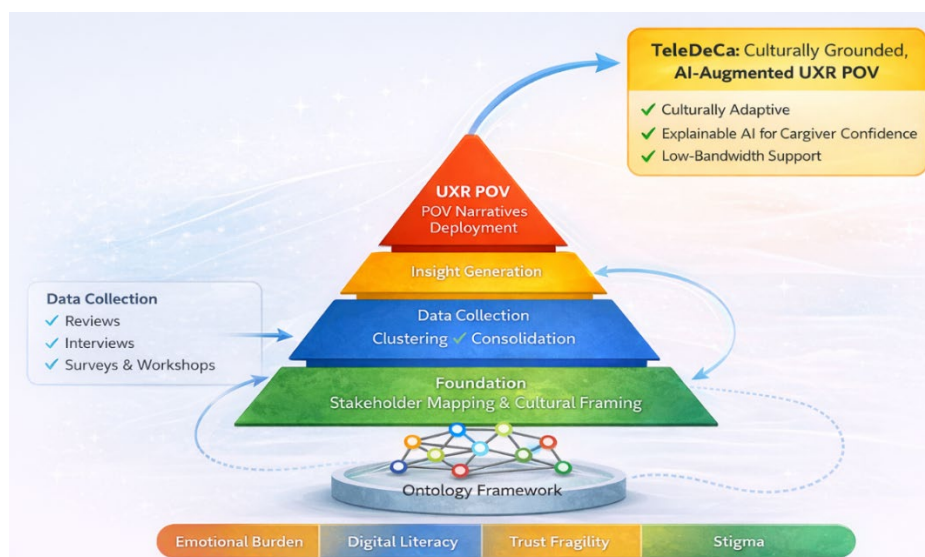 TeleDeCa: Culturally Grounded,
AI-Augmented UXR POV
✓ Culturally Adaptive
✓ Explainable AI for Cargiver Confidence
✓ Low-Bandwidth Support
UXR POV
POV Narratives
Deployment
Insight Generation
Data Collection
Clustering ✓ Consolidation
Data Collection
✓ Reviews
✓ Interviews
✓ Surveys & Workshops
Foundation
Stakeholder Mapping & Cultural Framing
Ontology Framework
Emotional Burden
Digital Literacy
Trust Fragility
Stigma